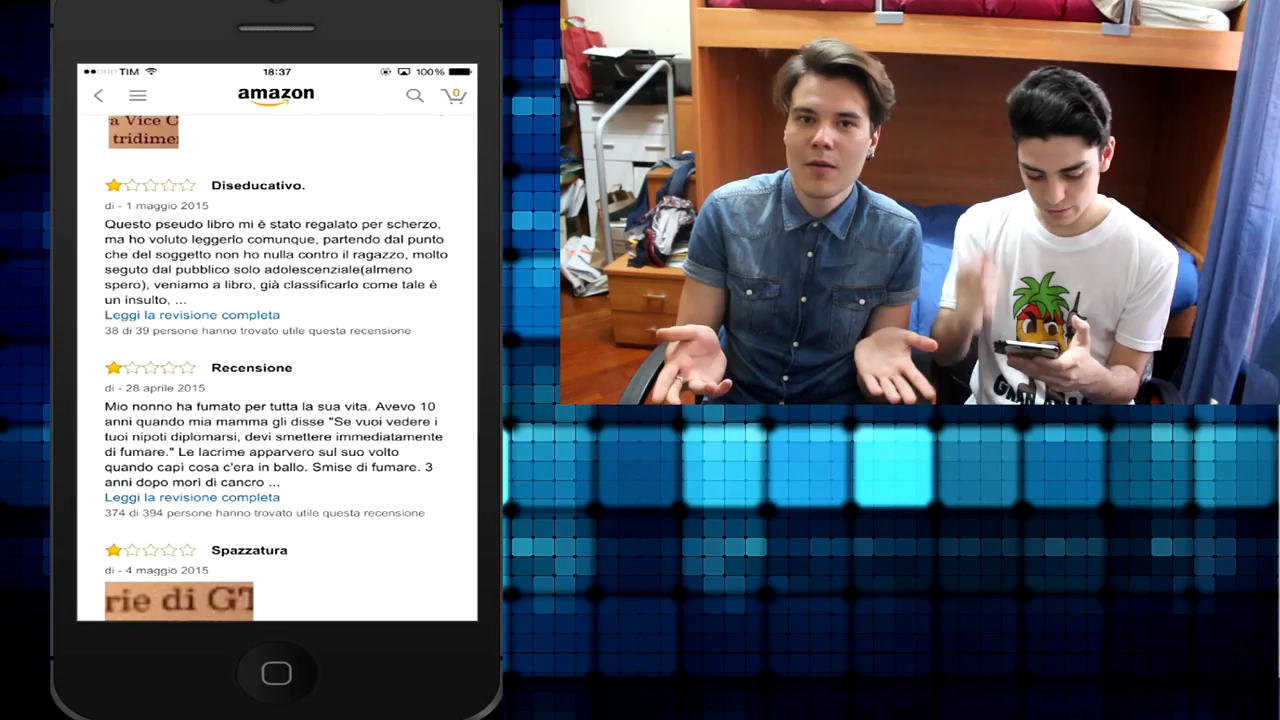 TIM
18:37
100%
amazon
0
a Vice C
tridime
Diseducativo.
di - 1 maggio 2015
Questo pseudo libro mi è stato regalato per scherzo,
ma ho voluto leggerlo comunque, partendo dal punto
che del soggetto non ho nulla contro il ragazzo, molto
seguto dal pubblico solo adolescenziale(almeno
spero), veniamo a libro, già classificarlo come tale è
un insulto, ...
Leggi la revisione completa
38 di 39 persone hanno trovato utile questa recensione
Recensione
di - 28 aprile 2015
Mio nonno ha fumato per tutta la sua vita. Avevo 10
anni quando mia mamma gli disse "Se vuoi vedere i
tuoi nipoti diplomarsi, devi smettere immediatamente
di fumare." Le lacrime apparvero sul suo volto
quando capì cosa c'era in ballo. Smise di fumare. 3
anni dopo morì di cancro ...
Leggi la revisione completa
374 di 394 persone hanno trovato utile questa recensione
Spazzatura
di - 4 maggio 2015
rie di GT